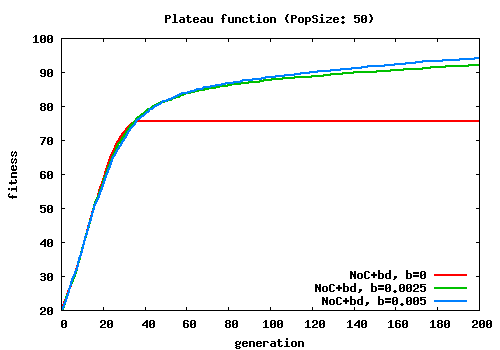 Plateau function (PopSize: 50)
100
90
80
70
60
50
40
30
20
fitness
NoC+bd, b=0
NoC+bd, b=0.0025
NoC+bd, b=0.005
0 20 40 60 80 100 120 140 160 180 200
generation